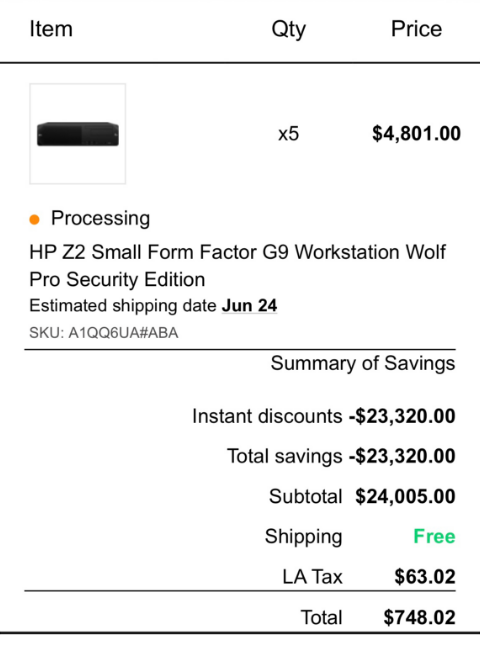 Item Qty Price
x5 $4,801.00
Processing
HP Z2 Small Form Factor G9 Workstation Wolf
Pro Security Edition
Estimated shipping date Jun 24
SKU: A1QQ6UA#ABA
Summary of Savings
Instant discounts -$23,320.00
Total savings -$23,320.00
Subtotal $24,005.00
Shipping Free
LA Tax $63.02
Total $748.02